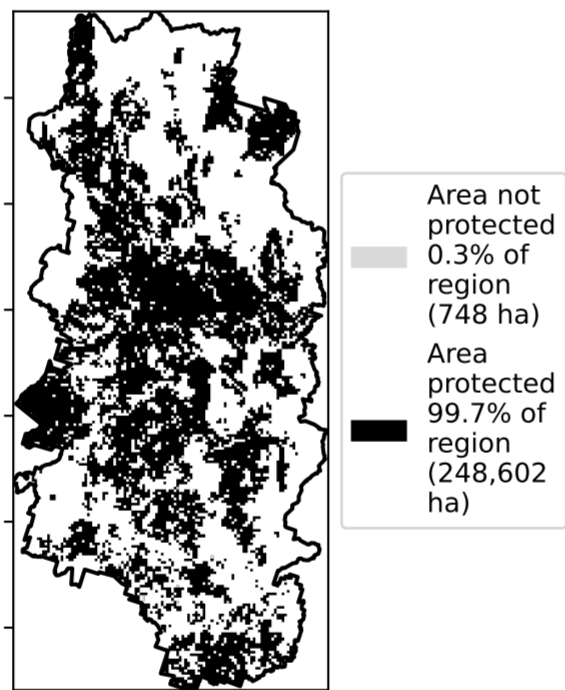 Area not
protected
0.3% of
region
(748 ha)
Area
protected
99.7% of
region
(248,602
ha)